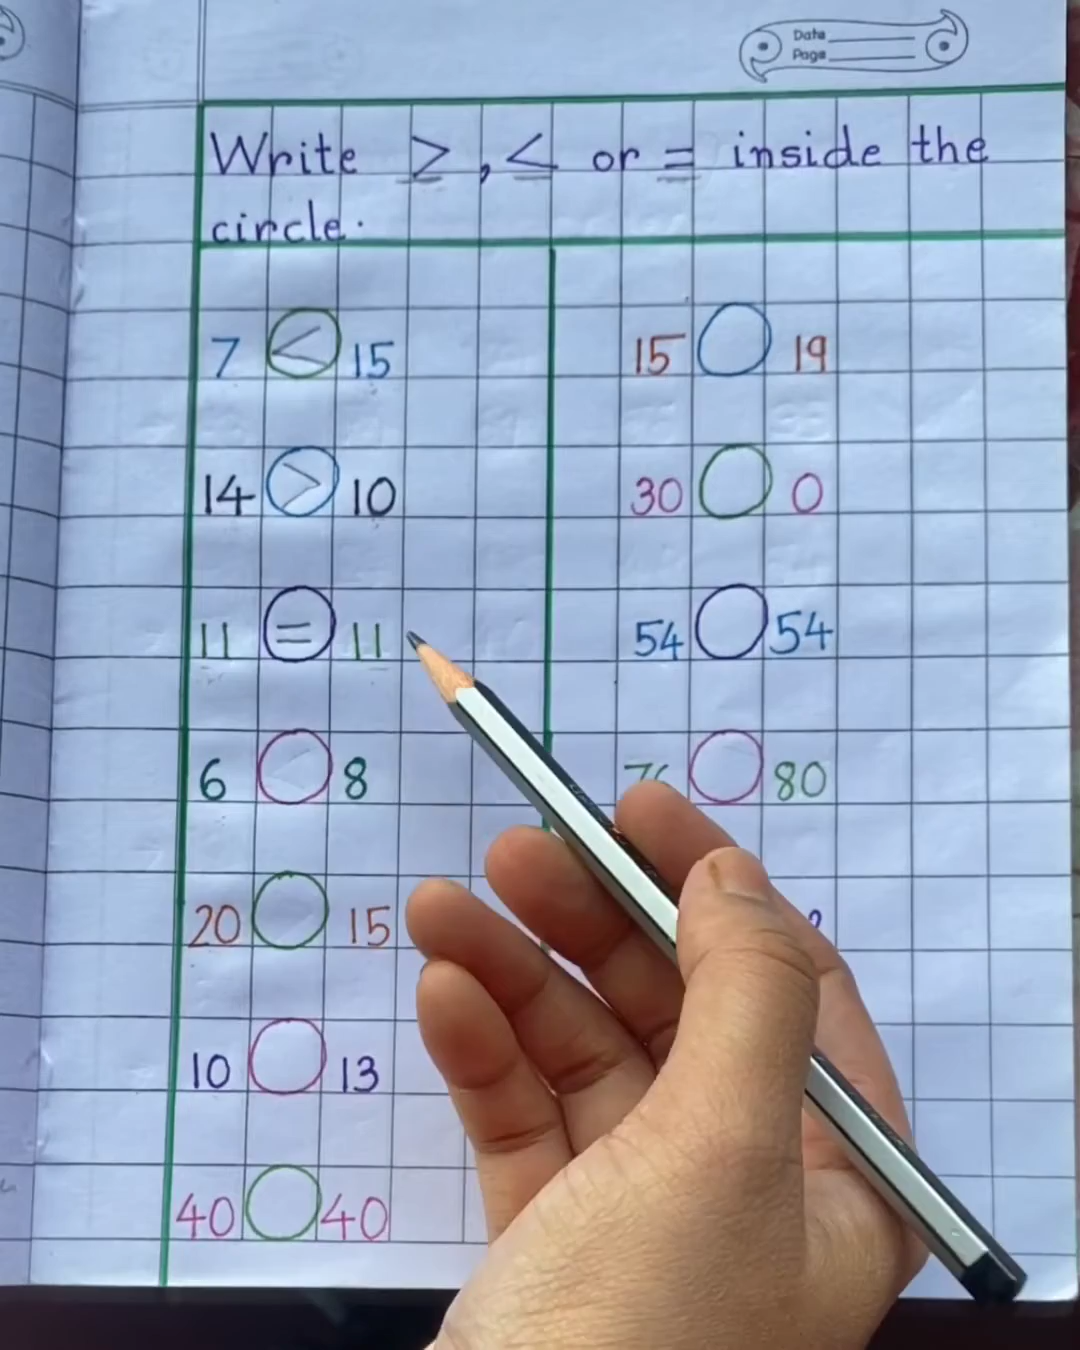 Date
Page
Write >, < or = inside the
circle.
7 < 15
15 19
14 > 10
30 0
11 = 11
54 54
6 8
80
20 15
10 13
40 40